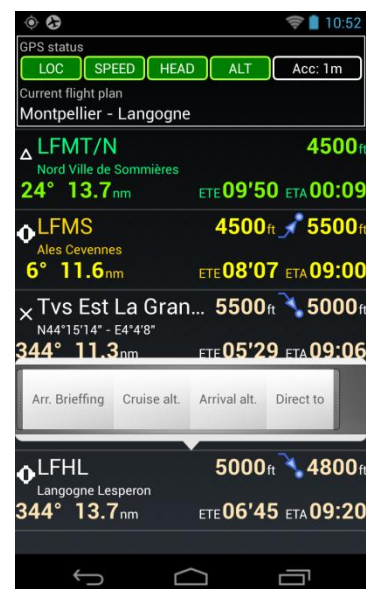 10:52
GPS status
LOC SPEED HEAD ALT Acc: 1m
Current flight plan
Montpellier - Langogne
LFMT/N 4500ft
Nord Ville de Sommières
24° 13.7nm ETE 09'50 ETA 00:09
LFMS 4500ft 5500ft
Ales Cevennes
6° 11.6nm ETE 08'07 ETA 09:00
Tvs Est La Gran... 5500ft 5000ft
N44°15'14" - E4°4'8"
344° 11.3nm ETE 05'29 ETA 09:06
Arr. Brieffing Cruise alt. Arrival alt. Direct to
LFHL 5000ft 4800ft
Langogne Lesperon
344° 13.7nm ETE 06'45 ETA 09:20